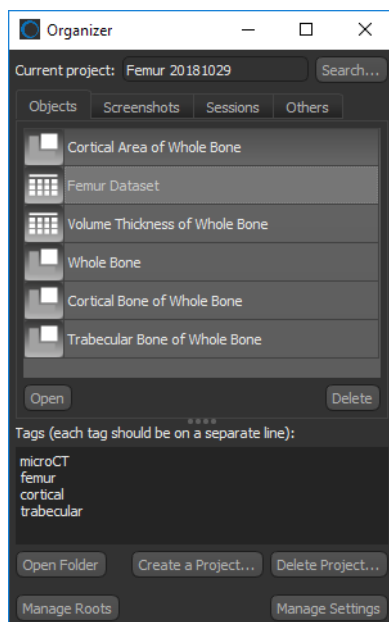 Organizer
Current project: Femur 20181029 Search...
Objects Screenshots Sessions Others
Cortical Area of Whole Bone
Femur Dataset
Volume Thickness of Whole Bone
Whole Bone
Cortical Bone of Whole Bone
Trabecular Bone of Whole Bone
Open Delete
Tags (each tag should be on a separate line):
microCT
femur
cortical
trabecular
Open Folder Create a Project... Delete Project...
Manage Roots Manage Settings